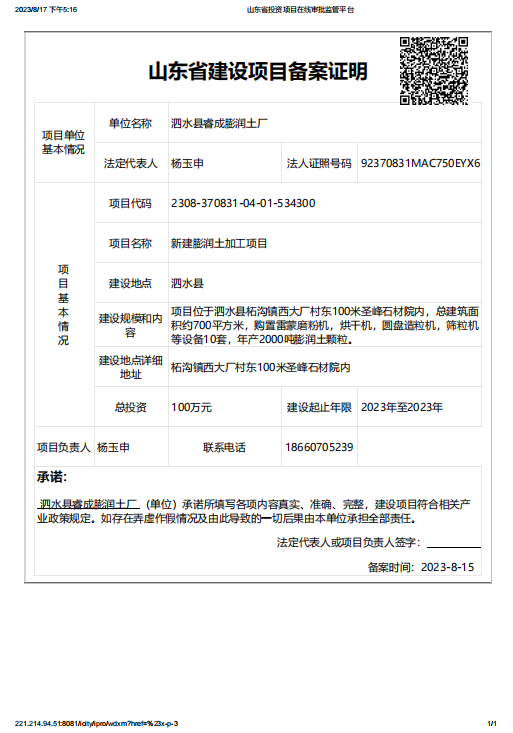 2023/8/17 下午5:16
山东省投资项目在线审批监管平台
山东省建设项目备案证明
项目单位
基本情况
单位名称
泗水县睿成膨润土厂
法定代表人
杨玉申
法人证照号码
92370831MAC750EYX6
项目基本情况
项目代码
2308-370831-04-01-534300
项目名称
新建膨润土加工项目
建设地点
泗水县
建设规模和内
容
项目位于泗水县柘沟镇西大厂村东100米圣峰石材院内，总建筑面
积约700平方米，购置雷蒙磨粉机，烘干机，圆盘造粒机，筛粒机
等设备10套，年产2000吨膨润土颗粒。
建设地点详细
地址
柘沟镇西大厂村东100米圣峰石材院内
总投资
100万元
建设起止年限
2023年至2023年
项目负责人
杨玉申
联系电话
18660705239
承诺：
泗水县睿成膨润土厂 （单位）承诺所填写各项内容真实、准确、完整，建设项目符合相关产
业政策规定。如存在弄虚作假情况及由此导致的一切后果由本单位承担全部责任。
法定代表人或项目负责人签字：
备案时间：2023-8-15
221.214.94.51:8081/icity/ipro/wdxm?href=%23x-p-3
1/1